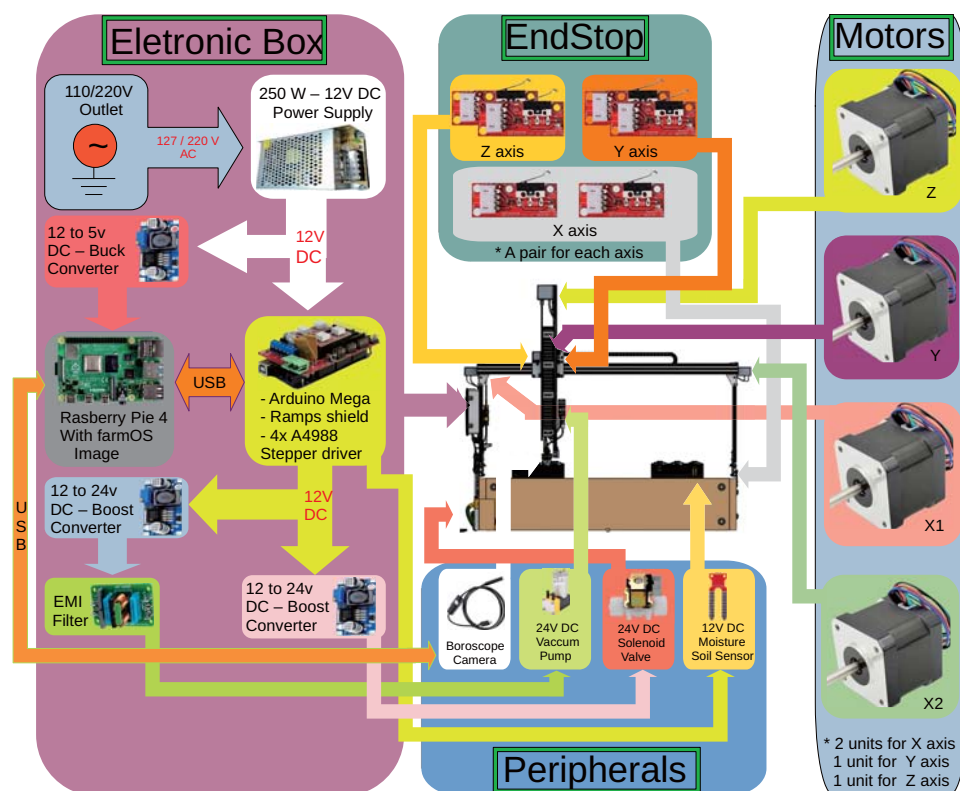 Eletronic Box
110/220V
Outlet
~
127 / 220 V
AC
250 W – 12V DC
Power Supply
12 to 5v
DC – Buck
Converter
12V
DC
Rasberry Pie 4
With farmOS
Image
USB
- Arduino Mega
- Ramps shield
- 4x A4988
Stepper driver
12 to 24v
DC – Boost
Converter
12V
DC
USB
EMI
Filter
12 to 24v
DC – Boost
Converter
EndStop
Z axis
Y axis
X axis
* A pair for each axis
Boroscope
Camera
24V DC
Vaccum
Pump
24V DC
Solenoid
Valve
12V DC
Moisture
Soil Sensor
Peripherals
Motors
Z
Y
X1
X2
* 2 units for X axis
1 unit for Y axis
1 unit for Z axis